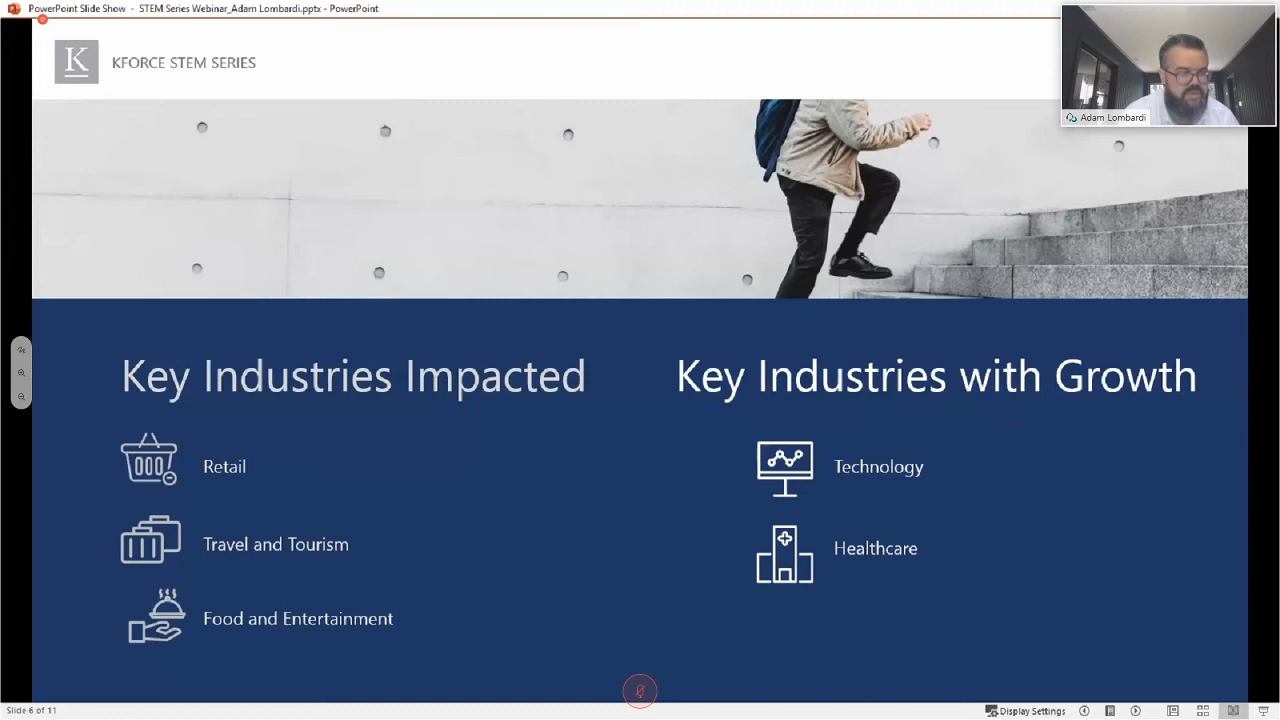 PowerPoint Slide Show - STEM Series Webinar_Adam Lombardi.pptx - PowerPoint
K
KFORCE STEM SERIES
Adam Lombardi
Key Industries Impacted
Retail
Travel and Tourism
Food and Entertainment
Key Industries with Growth
Technology
Healthcare
Slide 6 of 11
Display Settings